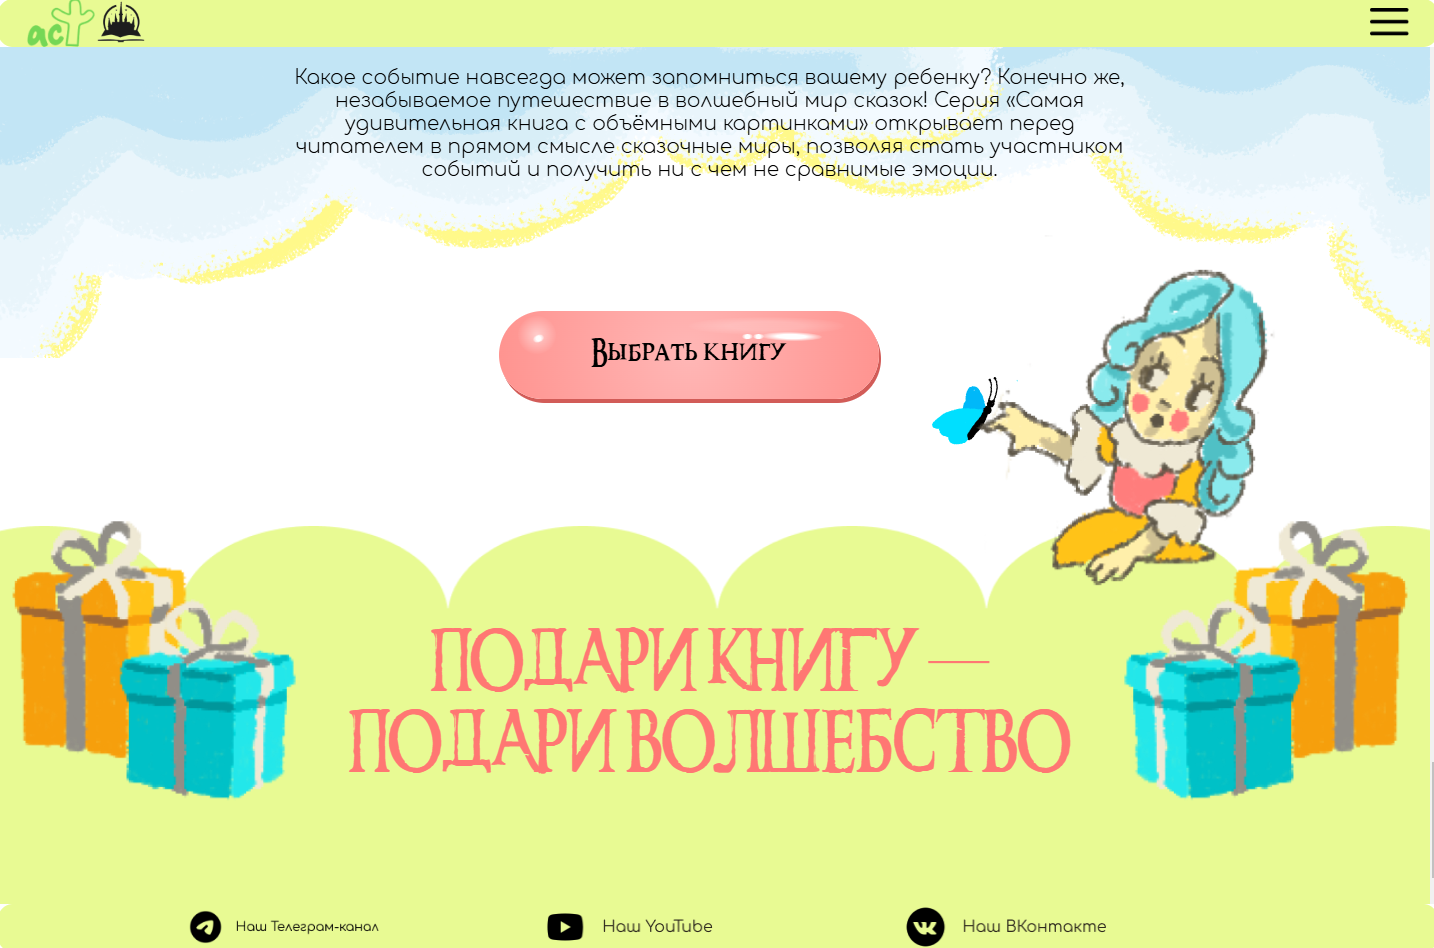 аст
Какое событие навсегда может запомниться вашему ребенку? Конечно же,
незабываемое путешествие в волшебный мир сказок! Серия «Самая
удивительная книга с объёмными картинками» открывает перед
читателем в прямом смысле сказочные миры, позволяя стать участником
событий и получить ни с чем не сравнимые эмоции.
Выбрать книгу
ПОДАРИ КНИГУ —
ПОДАРИ ВОЛШЕБСТВО
Наш Телеграм-канал
Наш YouTube
Наш ВКонтакте